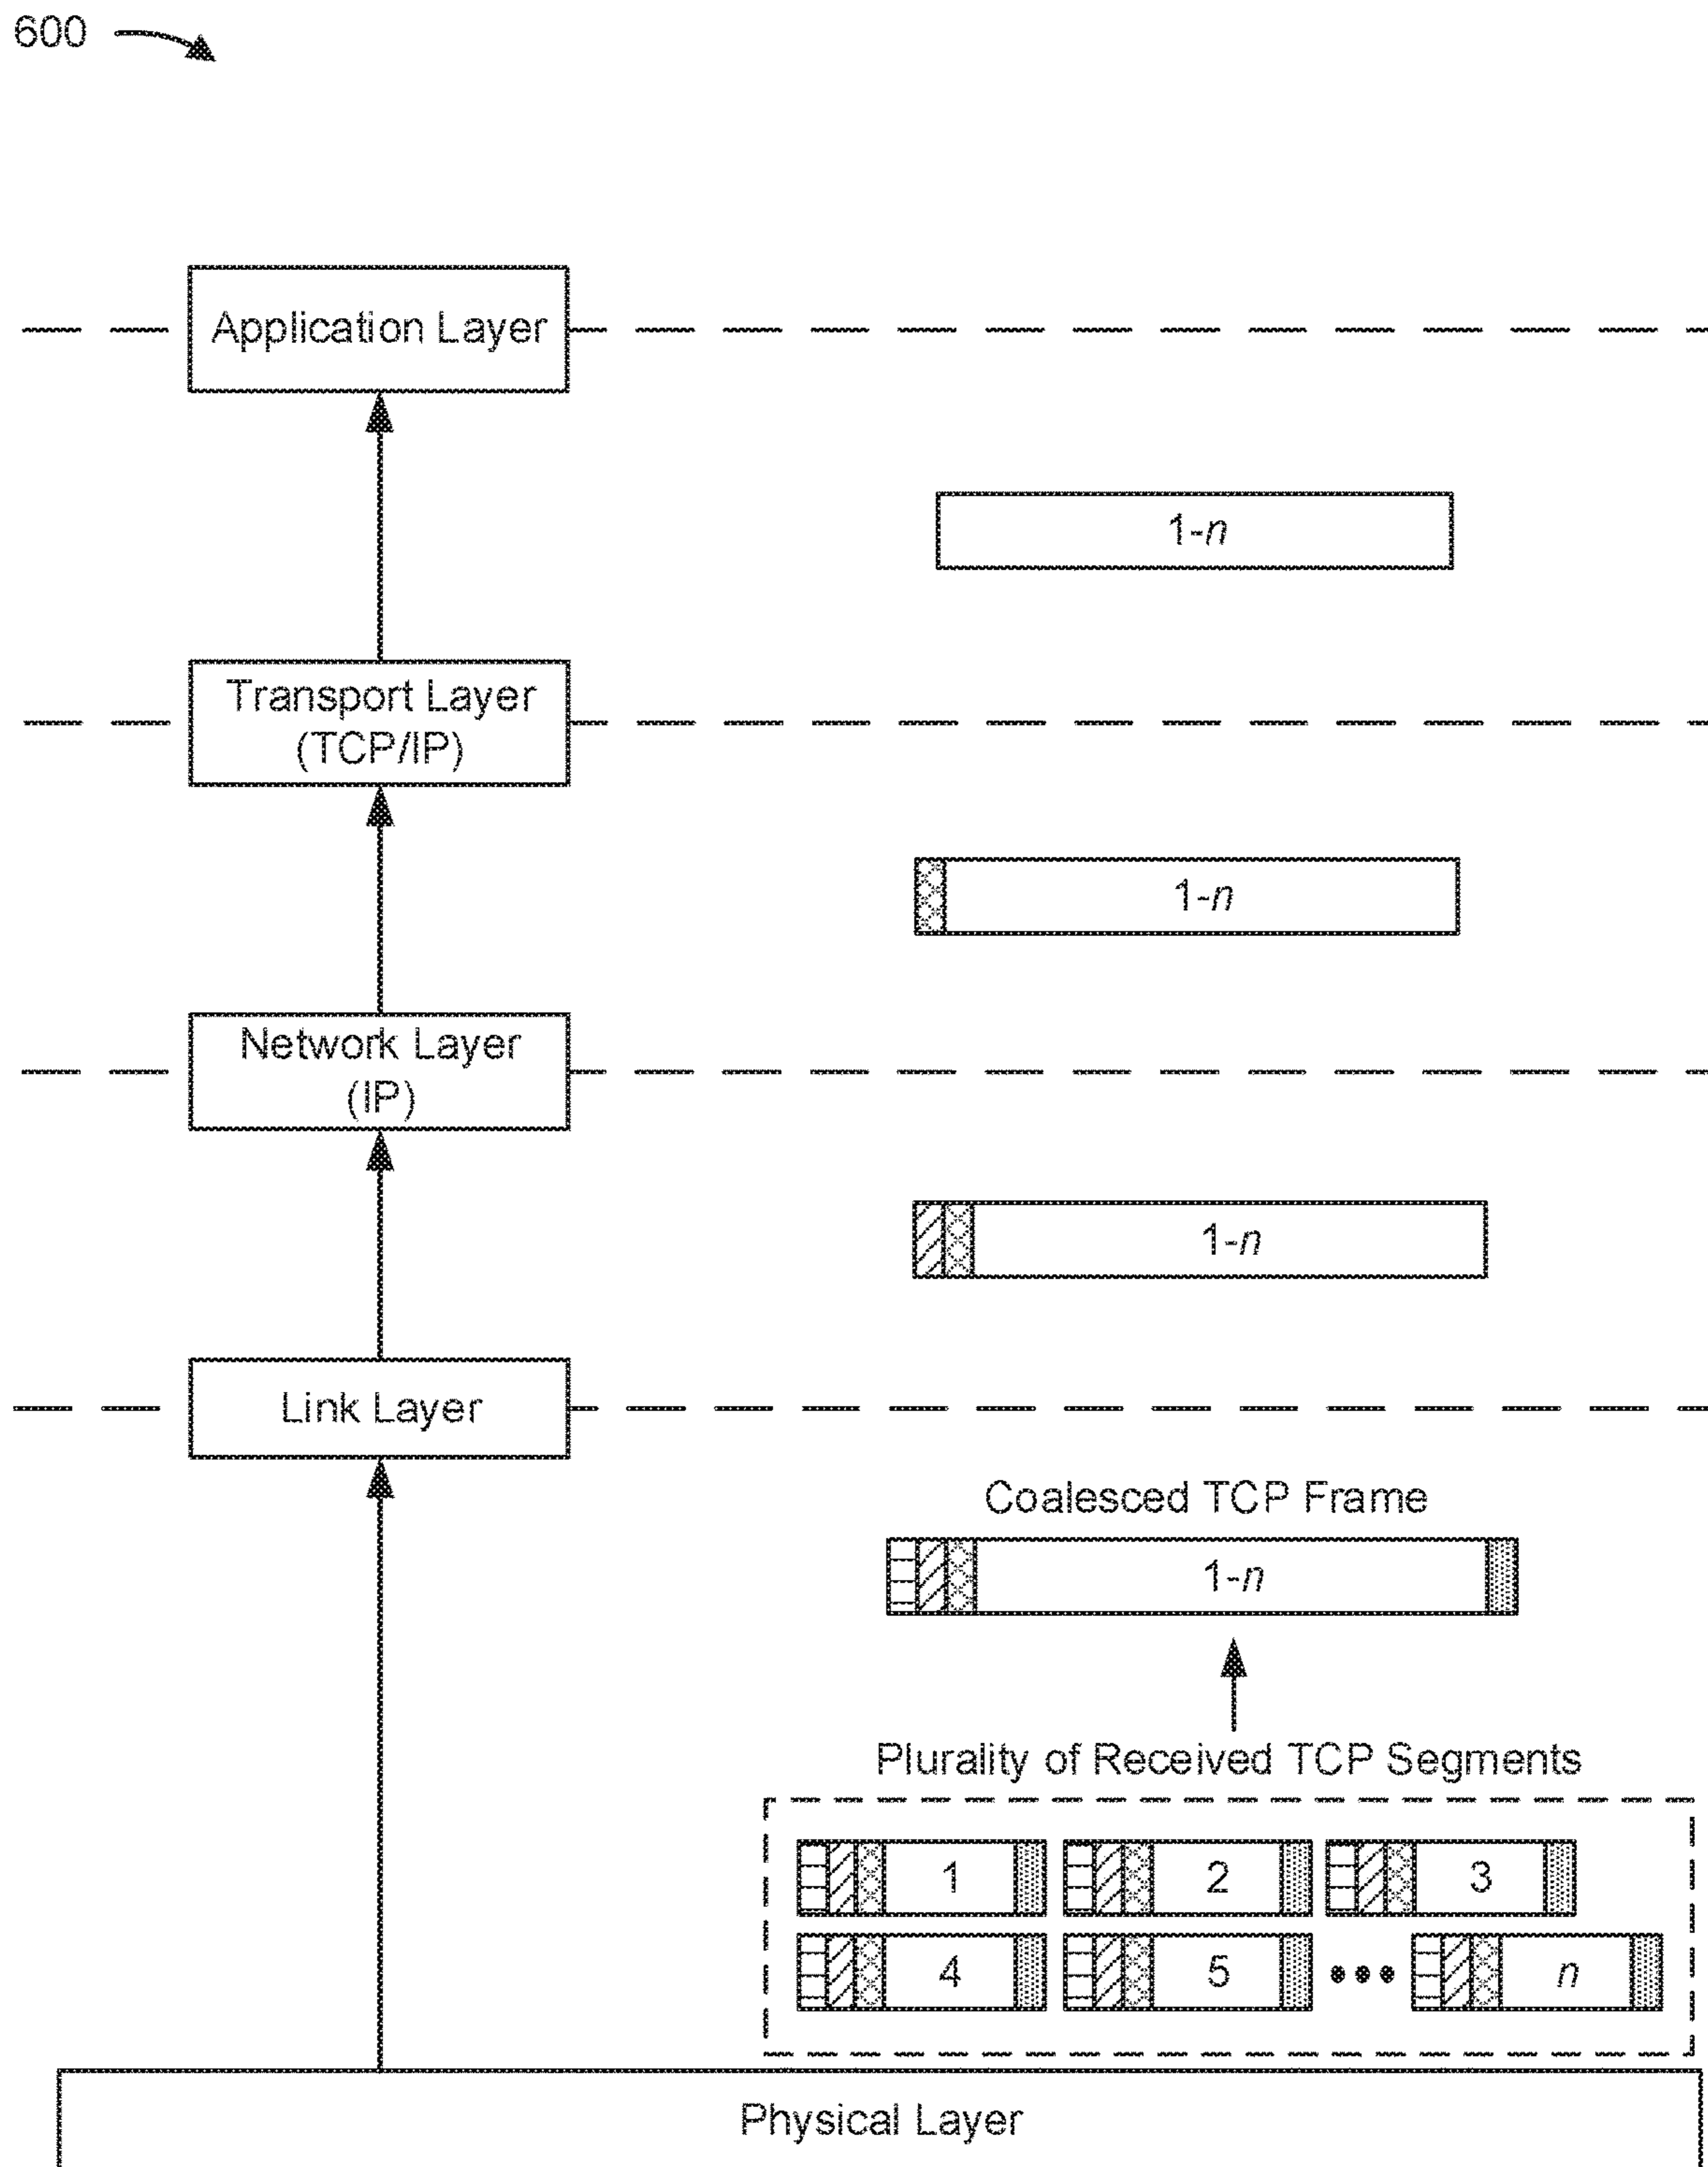 600
Application Layer
1-n
Transport Layer
(TCP/IP)
1-n
Network Layer
(IP)
1-n
Link Layer
Coalesced TCP Frame
1-n
Plurality of Received TCP Segments
1 2 3
4 5 ••• n
Physical Layer